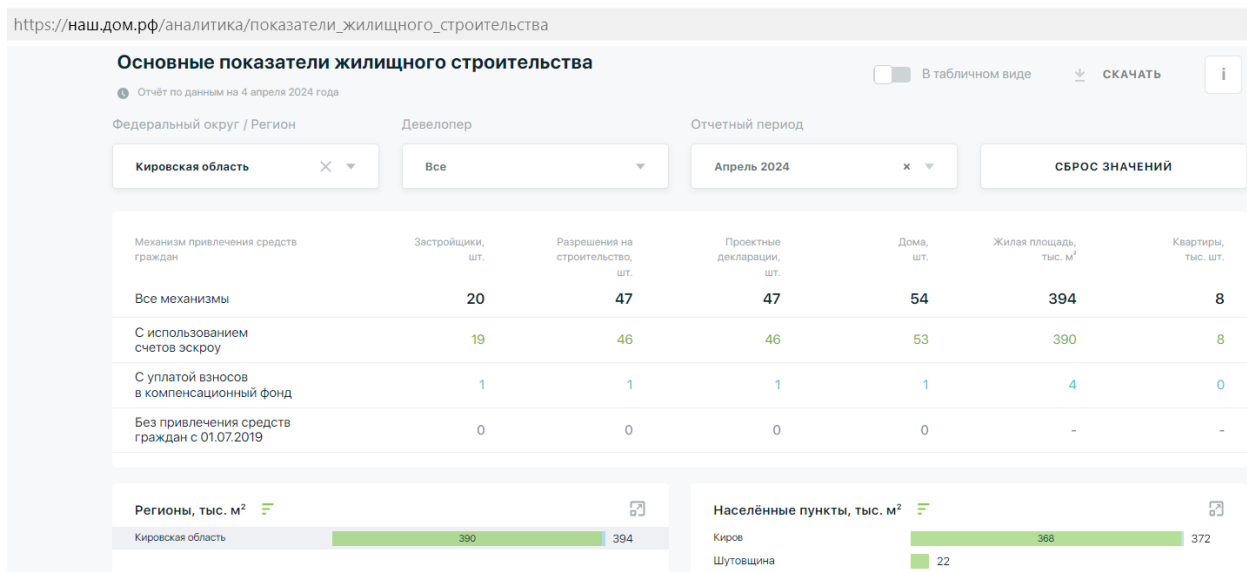 https://наш.дом.рф/аналитика/показатели_жилищного_строительства
Основные показатели жилищного строительства
В табличном виде
СКАЧАТЬ
i
Отчёт по данным на 4 апреля 2024 года
Федеральный округ / Регион
Девелопер
Отчетный период
Кировская область
Все
Апрель 2024
СБРОС ЗНАЧЕНИЙ
Механизм привлечения средств
граждан
Застройщики,
шт.
Разрешения на
строительство,
шт.
Проектные
декларации,
шт.
Дома,
шт.
Жилая площадь,
тыс. м²
Квартиры,
тыс. шт.
Все механизмы 20 47 47 54 394 8
С использованием
счетов эскроу
19 46 46 53 390 8
С уплатой взносов
в компенсационный фонд
1 1 1 1 4 0
Без привлечения средств
граждан с 01.07.2019
0 0 0 0 - -
Регионы, тыс. м²
Кировская область 390 394
Населённые пункты, тыс. м²
Киров 368 372
Шутовщина 22